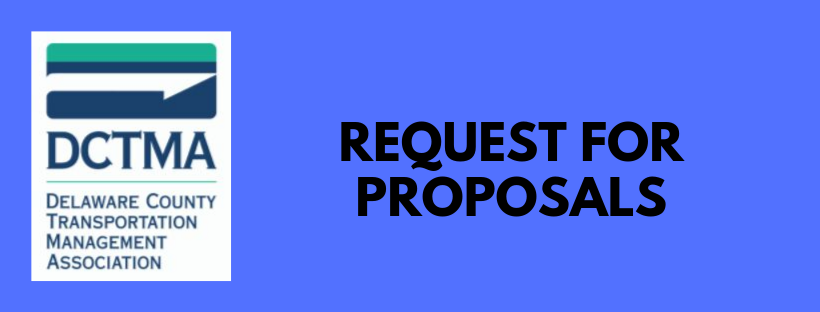 DCTMA
DELAWARE COUNTY
TRANSPORTATION
MANAGEMENT
ASSOCIATION
REQUEST FOR
PROPOSALS